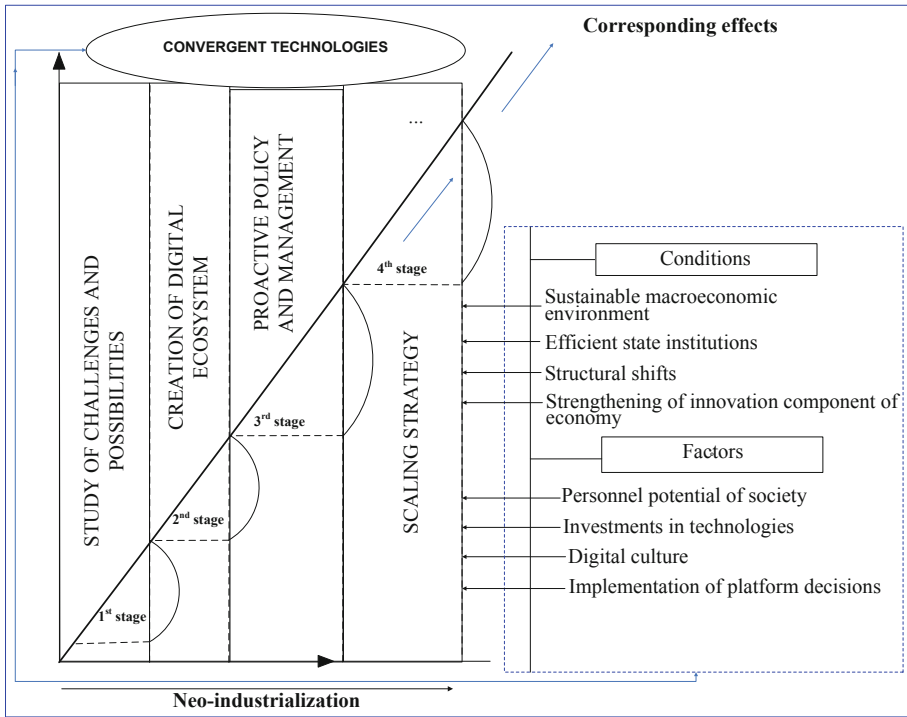 Corresponding effects
CONVERGENT TECHNOLOGIES
STUDY OF CHALLENGES AND
POSSIBILITIES
CREATION OF DIGITAL
ECOSYSTEM
PROACTIVE POLICY
AND MANAGEMENT
...
SCALING STRATEGY
1st stage
2nd stage
3rd stage
4th stage
Conditions
Sustainable macroeconomic
environment
Efficient state institutions
Structural shifts
Strengthening of innovation component of
economy
Factors
Personnel potential of society
Investments in technologies
Digital culture
Implementation of platform decisions
Neo-industrialization